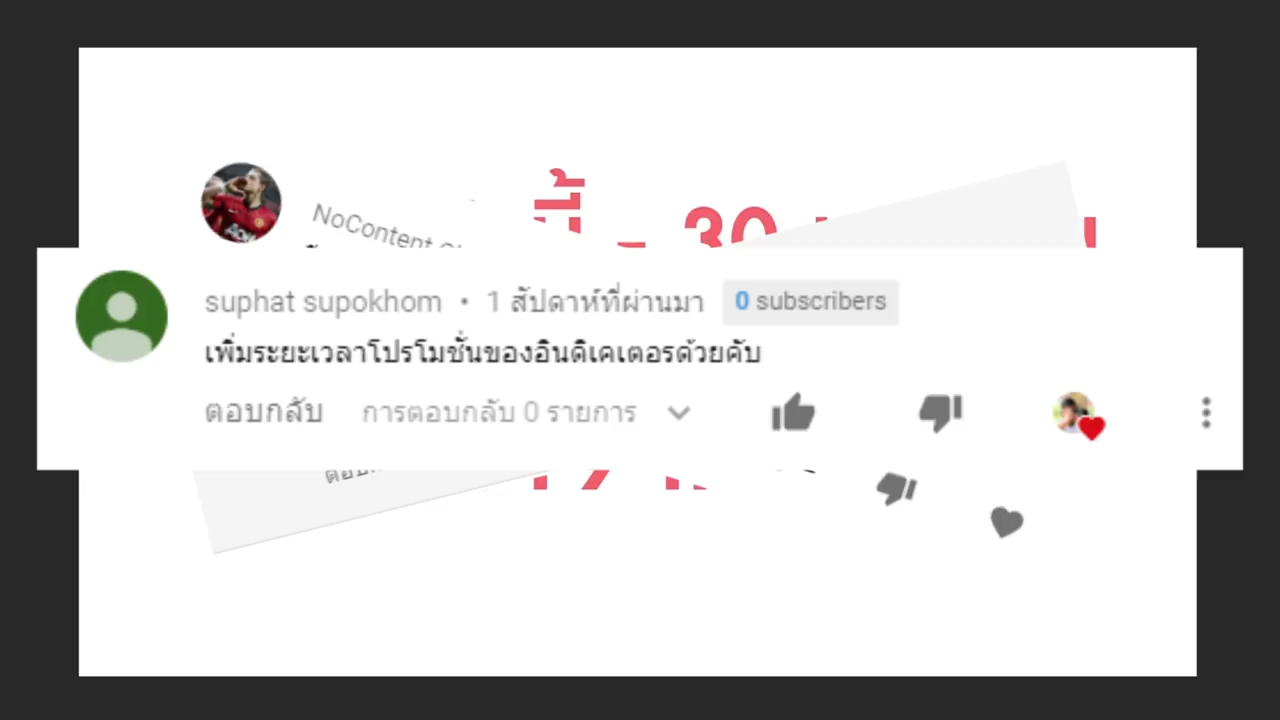 นี้
30
NoContent
suphat supokhom • 1 สัปดาห์ที่ผ่านมา 0 subscribers
เพิ่มระยะเวลาโปรโมชั่นของอินดิเคเตอรด้วยคับ
ตอบกลับ การตอบกลับ 0 รายการ